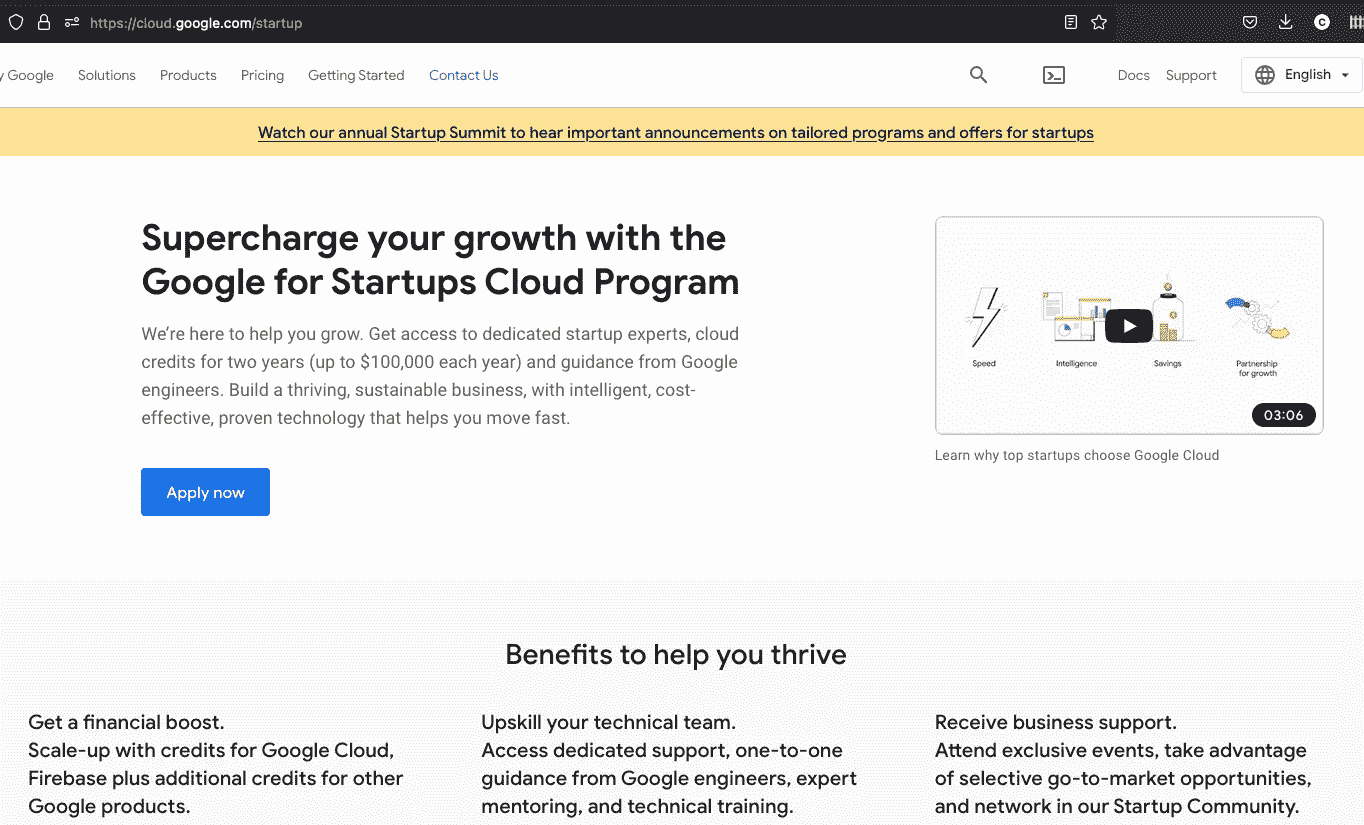 https://cloud.google.com/startup
C
y Google Solutions Products Pricing Getting Started Contact Us Docs Support English
Watch our annual Startup Summit to hear important announcements on tailored programs and offers for startups
Supercharge your growth with the
Google for Startups Cloud Program
We’re here to help you grow. Get access to dedicated startup experts, cloud
credits for two years (up to $100,000 each year) and guidance from Google
engineers. Build a thriving, sustainable business, with intelligent, cost-
effective, proven technology that helps you move fast.
Apply now
Speed
Intelligence
Savings
Partnership
for growth
03:06
Learn why top startups choose Google Cloud
Benefits to help you thrive
Get a financial boost.
Scale-up with credits for Google Cloud,
Firebase plus additional credits for other
Google products.
Upskill your technical team.
Access dedicated support, one-to-one
guidance from Google engineers, expert
mentoring, and technical training.
Receive business support.
Attend exclusive events, take advantage
of selective go-to-market opportunities,
and network in our Startup Community.